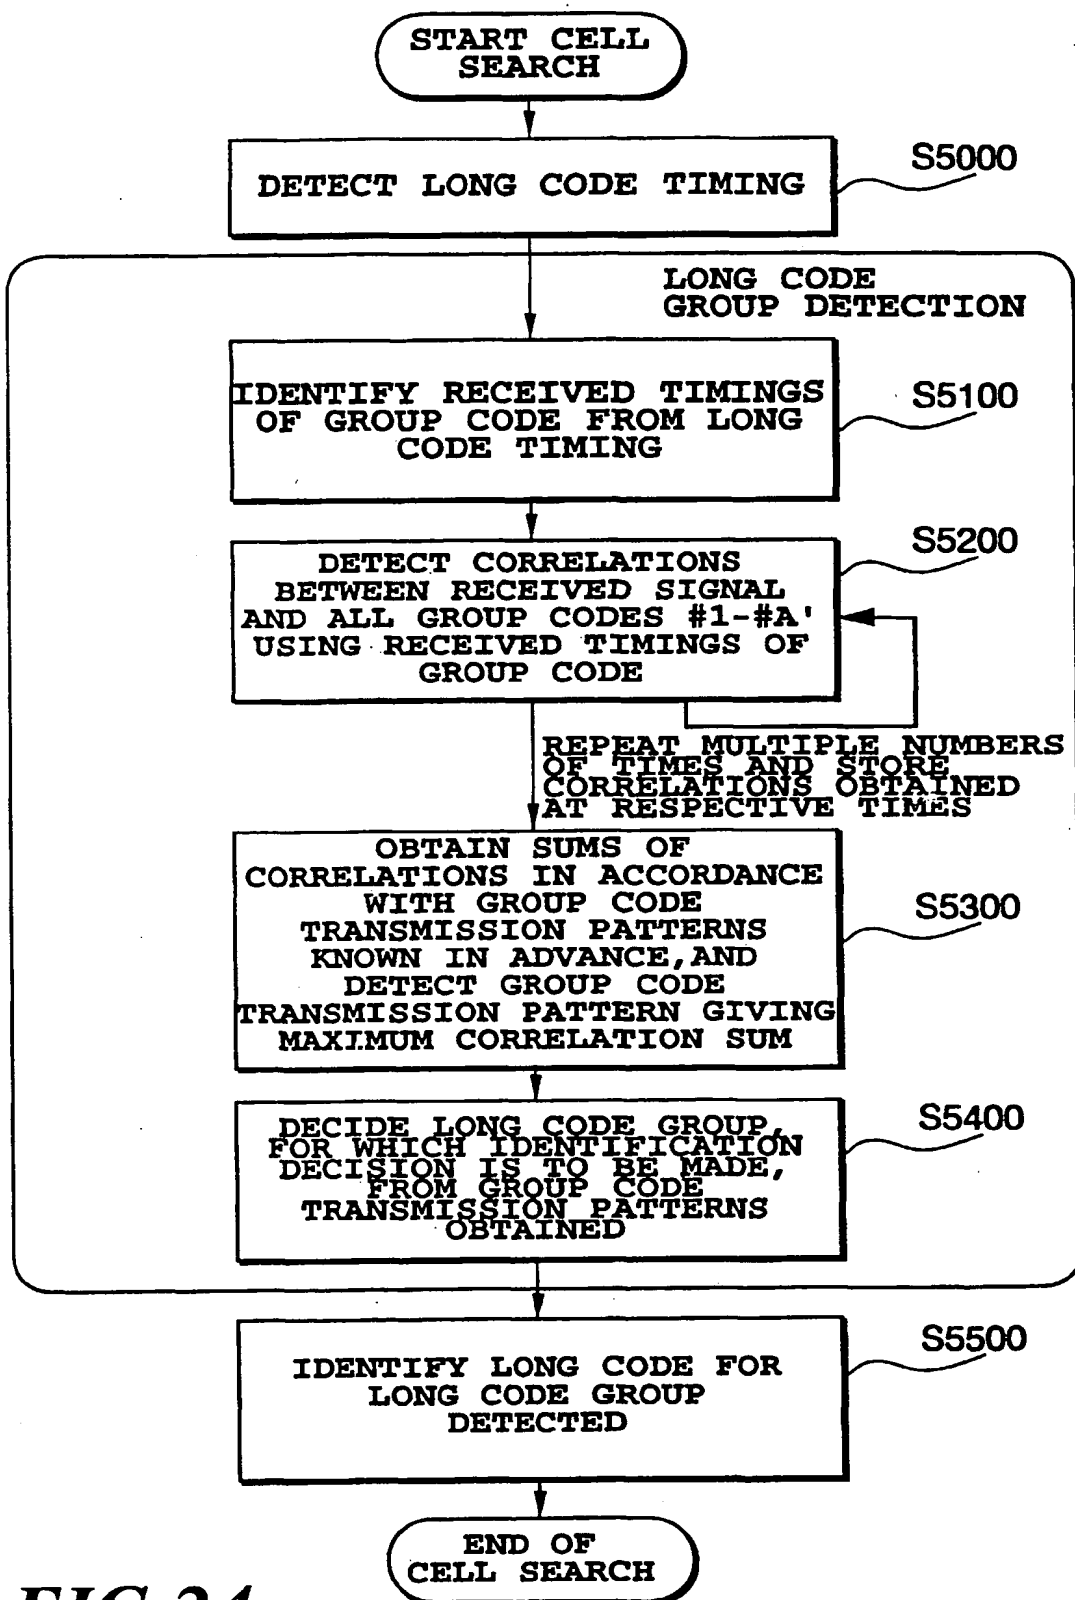 START CELL
SEARCH
DETECT LONG CODE TIMING
S5000
LONG CODE
GROUP DETECTION
IDENTIFY RECEIVED TIMINGS
OF GROUP CODE FROM LONG
CODE TIMING
S5100
DETECT CORRELATIONS
BETWEEN RECEIVED SIGNAL
AND ALL GROUP CODES #1-#A'
USING RECEIVED TIMINGS OF
GROUP CODE
S5200
REPEAT MULTIPLE NUMBERS
OF TIMES AND STORE
CORRELATIONS OBTAINED
AT RESPECTIVE TIMES
OBTAIN SUMS OF
CORRELATIONS IN ACCORDANCE
WITH GROUP CODE
TRANSMISSION PATTERNS
KNOWN IN ADVANCE,AND
DETECT GROUP CODE
TRANSMISSION PATTERN GIVING
MAXIMUM CORRELATION SUM
S5300
DECIDE LONG CODE GROUP,
FOR WHICH IDENTIFICATION
DECISION IS TO BE MADE,
FROM GROUP CODE
TRANSMISSION PATTERNS
OBTAINED
S5400
IDENTIFY LONG CODE FOR
LONG CODE GROUP
DETECTED
S5500
END OF
CELL SEARCH
FIG.24